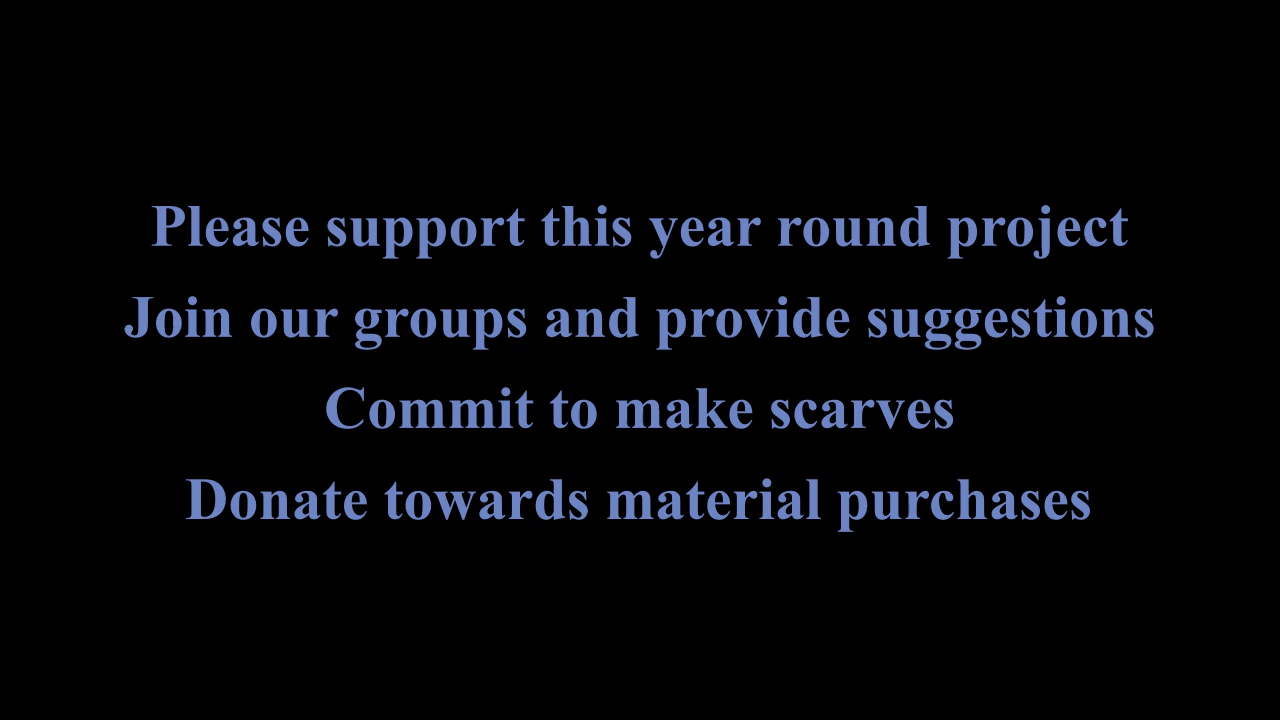 Please support this year round project
Join our groups and provide suggestions
Commit to make scarves
Donate towards material purchases